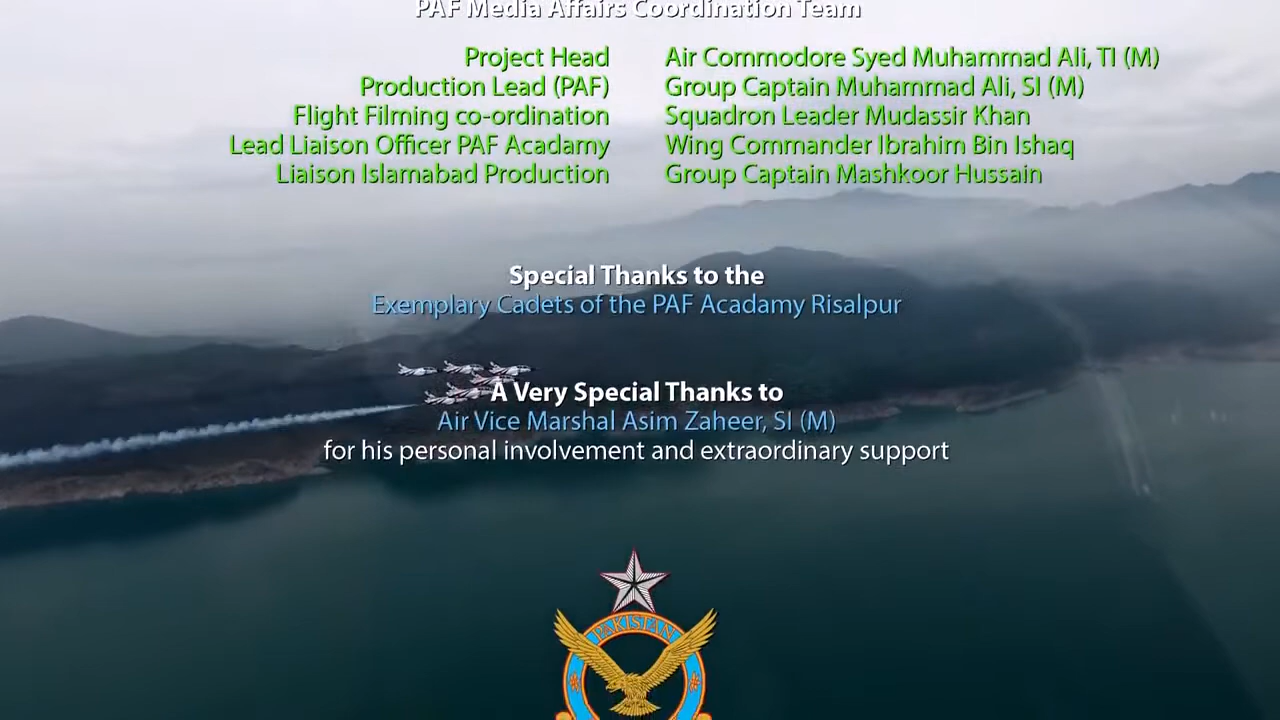 PAF Media Affairs Coordination Team
Project Head Air Commodore Syed Muhammad Ali, TI (M)
Production Lead (PAF) Group Captain Muhammad Ali, SI (M)
Flight Filming co-ordination Squadron Leader Mudassir Khan
Lead Liaison Officer PAF Acadamy Wing Commander Ibrahim Bin Ishaq
Liaison Islamabad Production Group Captain Mashkoor Hussain
Special Thanks to the
Exemplary Cadets of the PAF Acadamy Risalpur
A Very Special Thanks to
Air Vice Marshal Asim Zaheer, SI (M)
for his personal involvement and extraordinary support
PAKISTAN